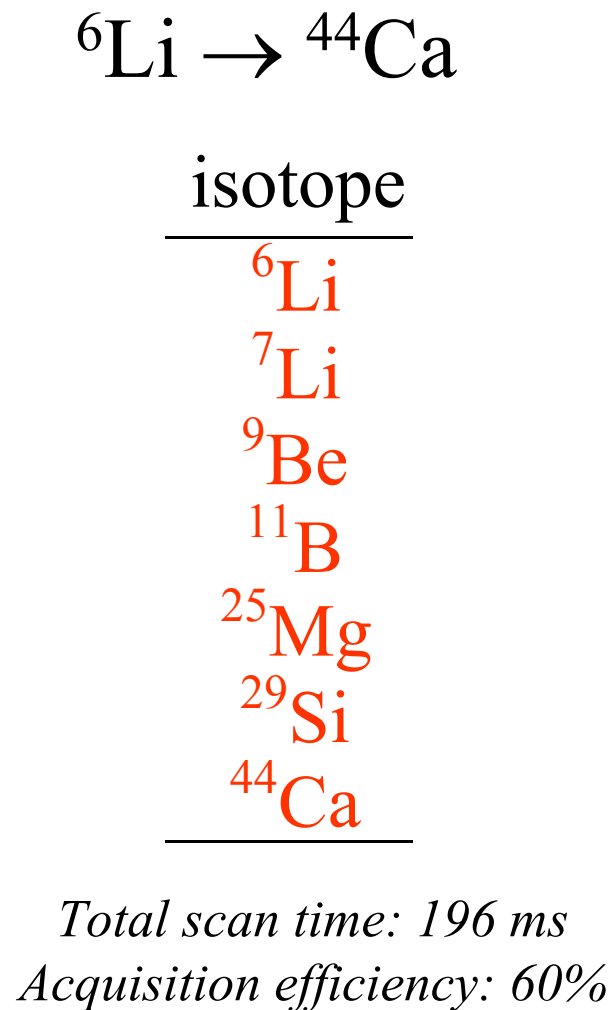 ⁶Li → ⁴⁴Ca
isotope
⁶Li
⁷Li
⁹Be
¹¹B
²⁵Mg
²⁹Si
⁴⁴Ca
Total scan time: 196 ms
Acquisition efficiency: 60%